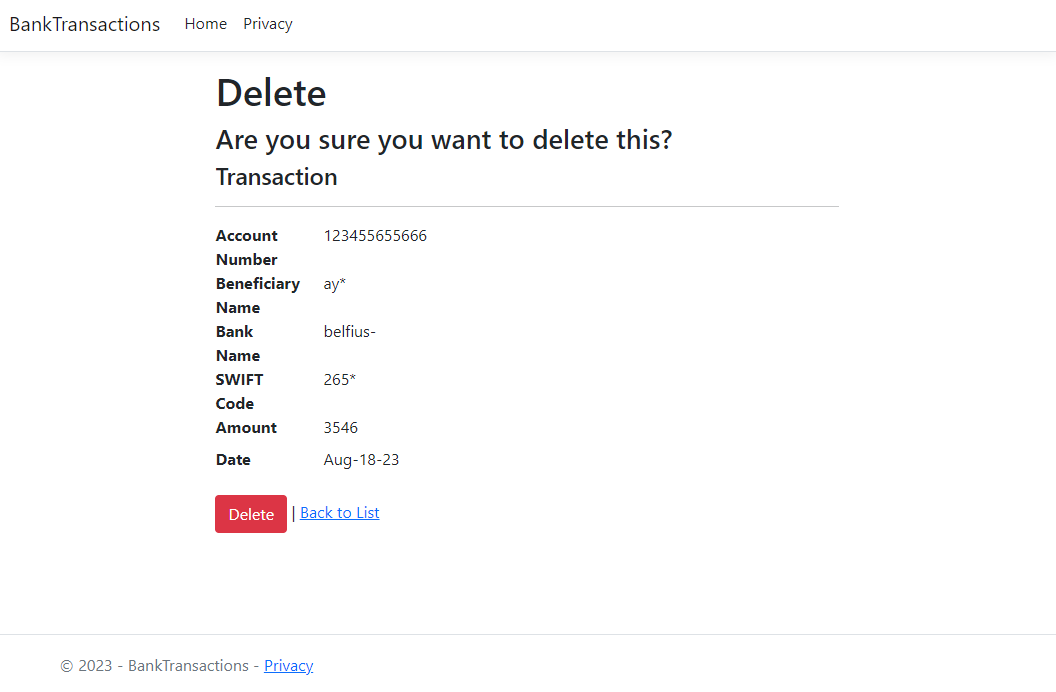 BankTransactions Home Privacy
Delete
Are you sure you want to delete this?
Transaction
Account 123455655666
Number
Beneficiary ay*
Name
Bank belfius-
Name
SWIFT 265*
Code
Amount 3546
Date Aug-18-23
Delete | Back to List
© 2023 - BankTransactions - Privacy